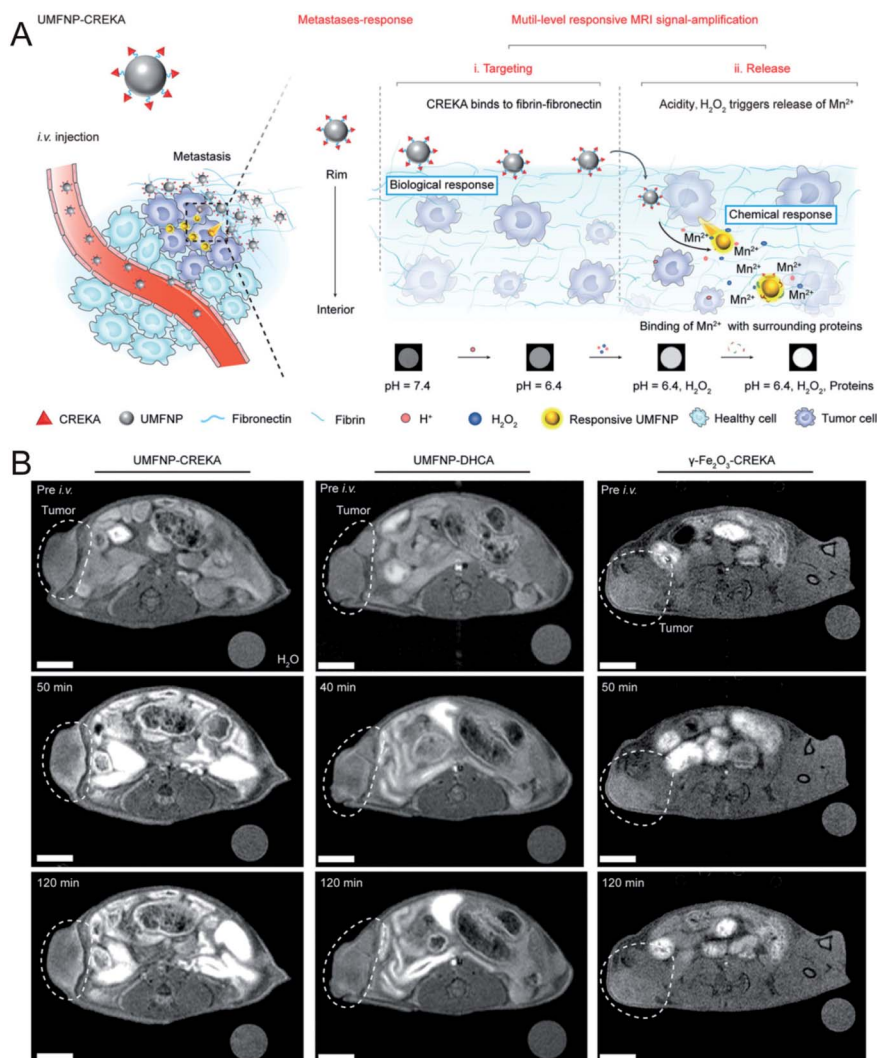 A
UMFNP-CREKA
Metastases-response
Mutil-level responsive MRI signal-amplification
i. Targeting
ii. Release
CREKA binds to fibrin-fibronectin
Acidity, H₂O₂ triggers release of Mn²⁺
i.v. injection
Metastasis
Rim
Interior
Biological response
Chemical response
Mn²⁺
Mn²⁺
Mn²⁺
Mn²⁺
Mn²⁺
Mn²⁺
Binding of Mn²⁺ with surrounding proteins
pH = 7.4
pH = 6.4
pH = 6.4, H₂O₂
pH = 6.4, H₂O₂, Proteins
CREKA
UMFNP
Fibronectin
Fibrin
H⁺
H₂O₂
Responsive UMFNP
Healthy cell
Tumor cell
B
UMFNP-CREKA
UMFNP-DHCA
γ-Fe₂O₃-CREKA
Pre i.v.
Tumor
H₂O
Pre i.v.
Tumor
Pre i.v.
Tumor
50 min
40 min
50 min
120 min
120 min
120 min